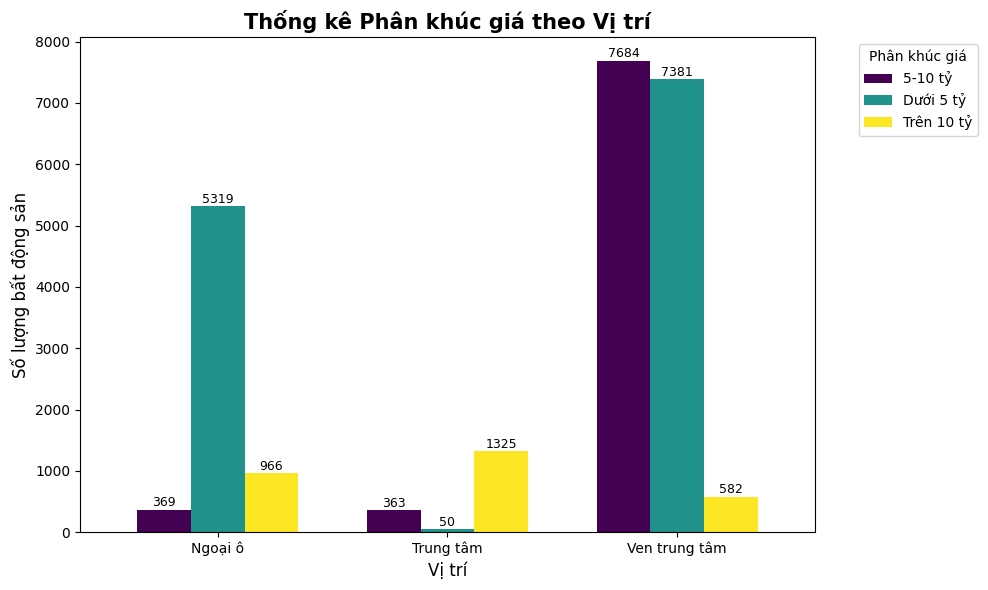 Thống kê Phân khúc giá theo Vị trí
Phân khúc giá
5-10 tỷ
Dưới 5 tỷ
Trên 10 tỷ
Số lượng bất động sản
8000
7000
6000
5000
4000
3000
2000
1000
0
369
5319
966
363
50
1325
7684
7381
582
Ngoại ô
Trung tâm
Ven trung tâm
Vị trí